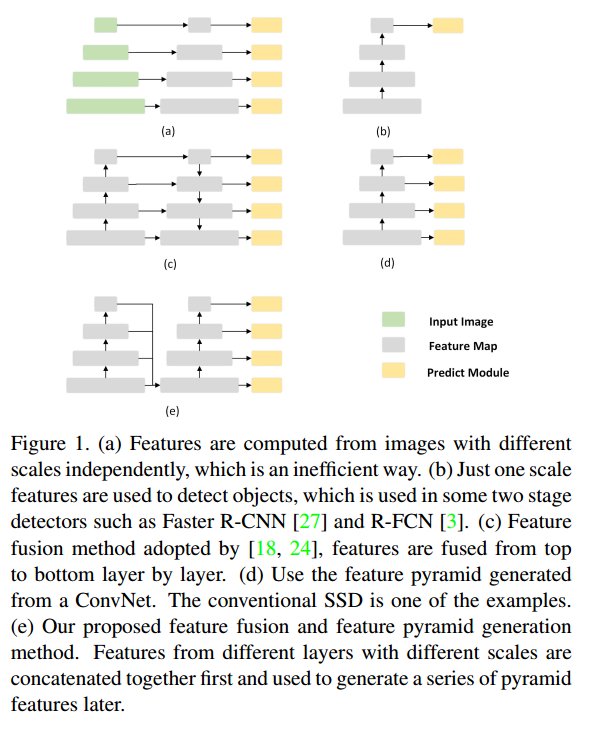 (a)
(b)
(c)
(d)
(e)
Input Image
Feature Map
Predict Module
Figure 1. (a) Features are computed from images with different
scales independently, which is an inefficient way. (b) Just one scale
features are used to detect objects, which is used in some two stage
detectors such as Faster R-CNN [27] and R-FCN [3]. (c) Feature
fusion method adopted by [18, 24], features are fused from top
to bottom layer by layer. (d) Use the feature pyramid generated
from a ConvNet. The conventional SSD is one of the examples.
(e) Our proposed feature fusion and feature pyramid generation
method. Features from different layers with different scales are
concatenated together first and used to generate a series of pyramid
features later.